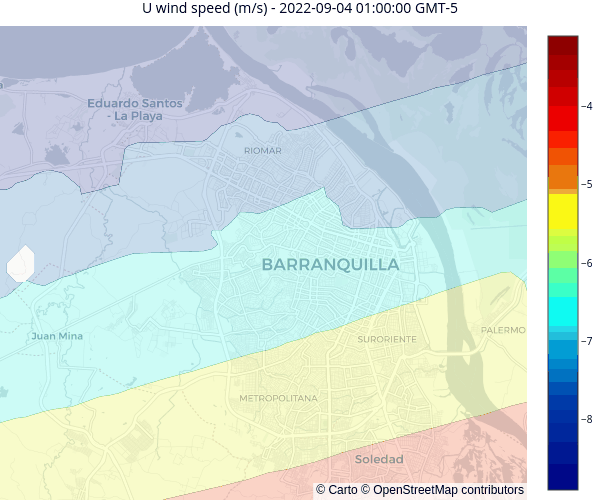 U wind speed (m/s) - 2022-09-04 01:00:00 GMT-5
Eduardo Santos
- La Playa
RIOMAR
BARRANQUILLA
Juan Mina
SURORIENTE
PALERMO
METROPOLITANA
Soledad
© Carto © OpenStreetMap contributors
−4
−5
−6
−7
−8